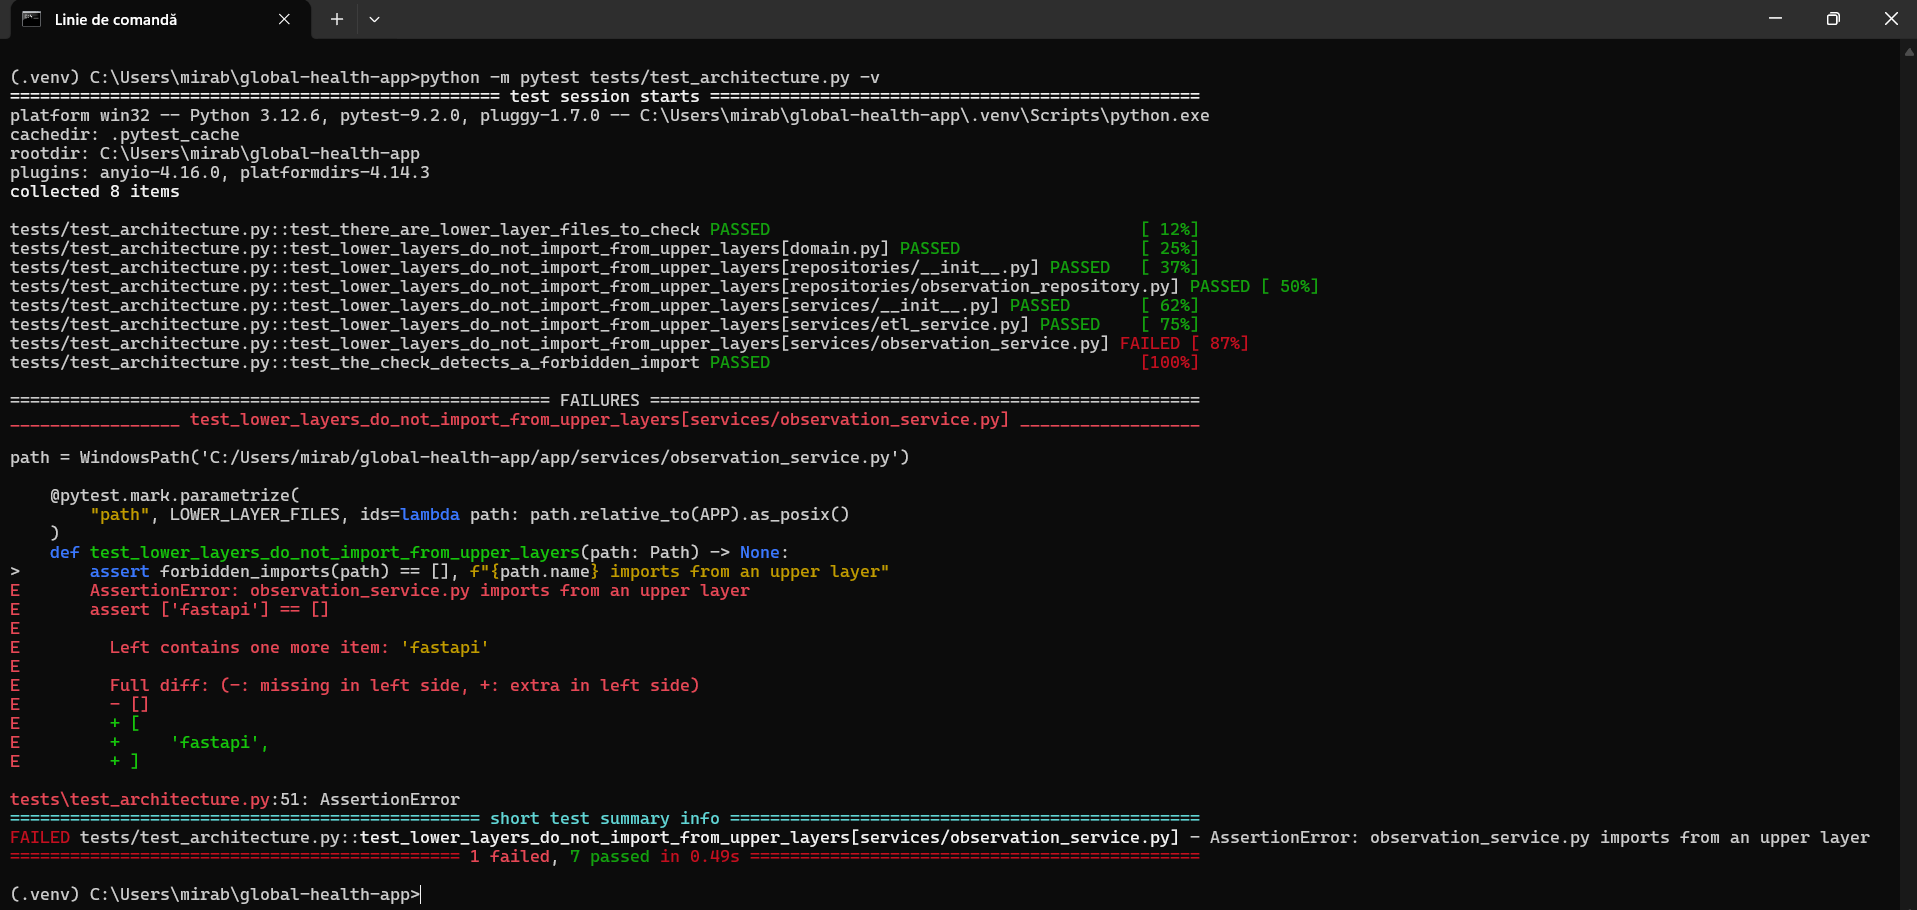 Linie de comandă
(.venv) C:\Users\mirab\global-health-app>python -m pytest tests/test_architecture.py -v
================================================= test session starts =================================================
platform win32 -- Python 3.12.6, pytest-9.2.0, pluggy-1.7.0 -- C:\Users\mirab\global-health-app\.venv\Scripts\python.exe
cachedir: .pytest_cache
rootdir: C:\Users\mirab\global-health-app
plugins: anyio-4.16.0, platformdirs-4.14.3
collected 8 items
tests/test_architecture.py::test_there_are_lower_layer_files_to_check PASSED                                     [ 12%]
tests/test_architecture.py::test_lower_layers_do_not_import_from_upper_layers[domain.py] PASSED                  [ 25%]
tests/test_architecture.py::test_lower_layers_do_not_import_from_upper_layers[repositories/__init__.py] PASSED   [ 37%]
tests/test_architecture.py::test_lower_layers_do_not_import_from_upper_layers[repositories/observation_repository.py] PASSED [ 50%]
tests/test_architecture.py::test_lower_layers_do_not_import_from_upper_layers[services/__init__.py] PASSED       [ 62%]
tests/test_architecture.py::test_lower_layers_do_not_import_from_upper_layers[services/etl_service.py] PASSED    [ 75%]
tests/test_architecture.py::test_lower_layers_do_not_import_from_upper_layers[services/observation_service.py] FAILED [ 87%]
tests/test_architecture.py::test_the_check_detects_a_forbidden_import PASSED                                     [100%]
====================================================== FAILURES =======================================================
_________________ test_lower_layers_do_not_import_from_upper_layers[services/observation_service.py] __________________
path = WindowsPath('C:/Users/mirab/global-health-app/app/services/observation_service.py')
    @pytest.mark.parametrize(
        "path", LOWER_LAYER_FILES, ids=lambda path: path.relative_to(APP).as_posix()
    )
    def test_lower_layers_do_not_import_from_upper_layers(path: Path) -> None:
>       assert forbidden_imports(path) == [], f"{path.name} imports from an upper layer"
E       AssertionError: observation_service.py imports from an upper layer
E       assert ['fastapi'] == []
E
E         Left contains one more item: 'fastapi'
E
E         Full diff: (-: missing in left side, +: extra in left side)
E         - []
E         + [
E         +     'fastapi',
E         + ]
tests\test_architecture.py:51: AssertionError
=============================================== short test summary info ===============================================
FAILED tests/test_architecture.py::test_lower_layers_do_not_import_from_upper_layers[services/observation_service.py] - AssertionError: observation_service.py imports from an upper layer
============================================= 1 failed, 7 passed in 0.49s =============================================
(.venv) C:\Users\mirab\global-health-app>